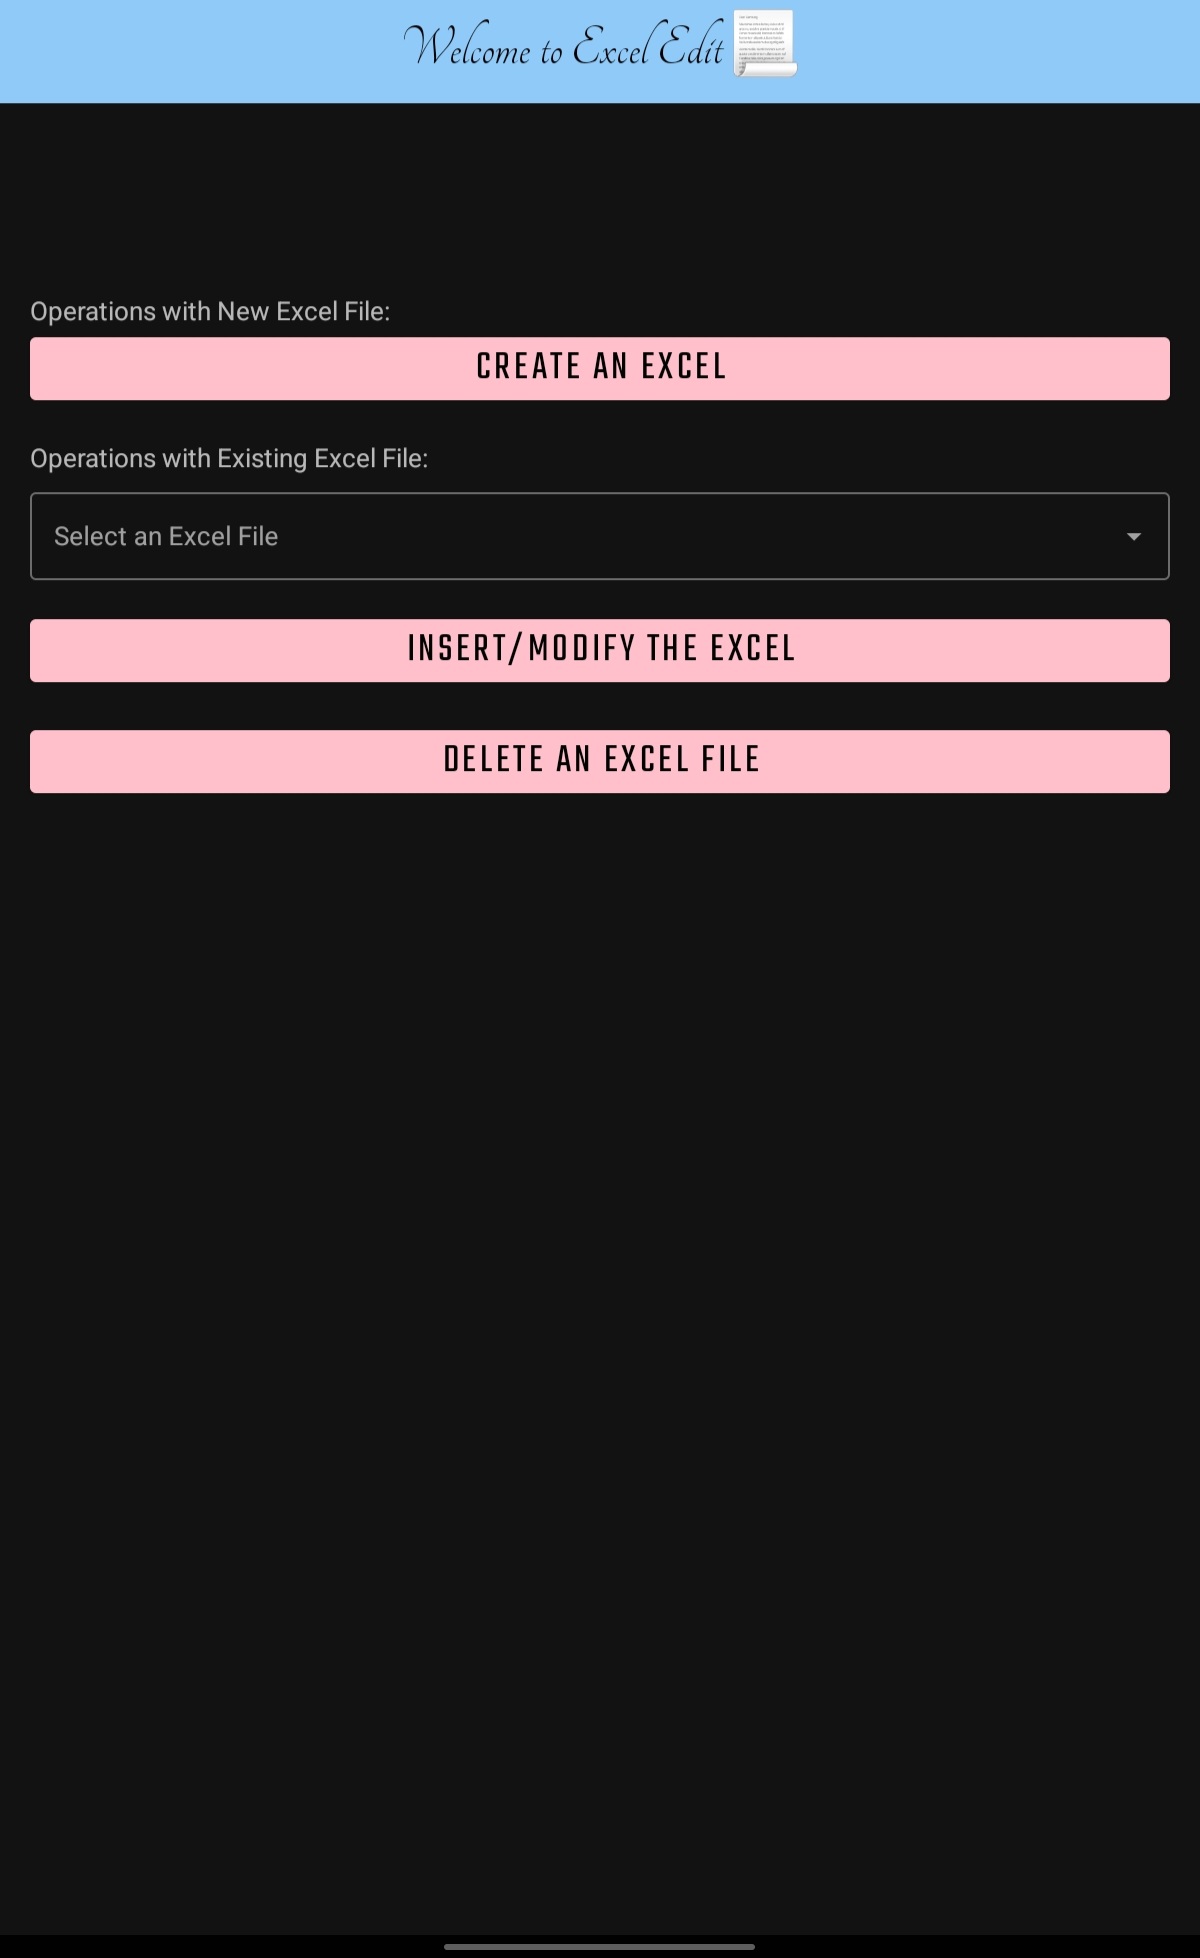 Welcome to Excel Edit
Operations with New Excel File:
CREATE AN EXCEL
Operations with Existing Excel File:
Select an Excel File
INSERT/MODIFY THE EXCEL
DELETE AN EXCEL FILE